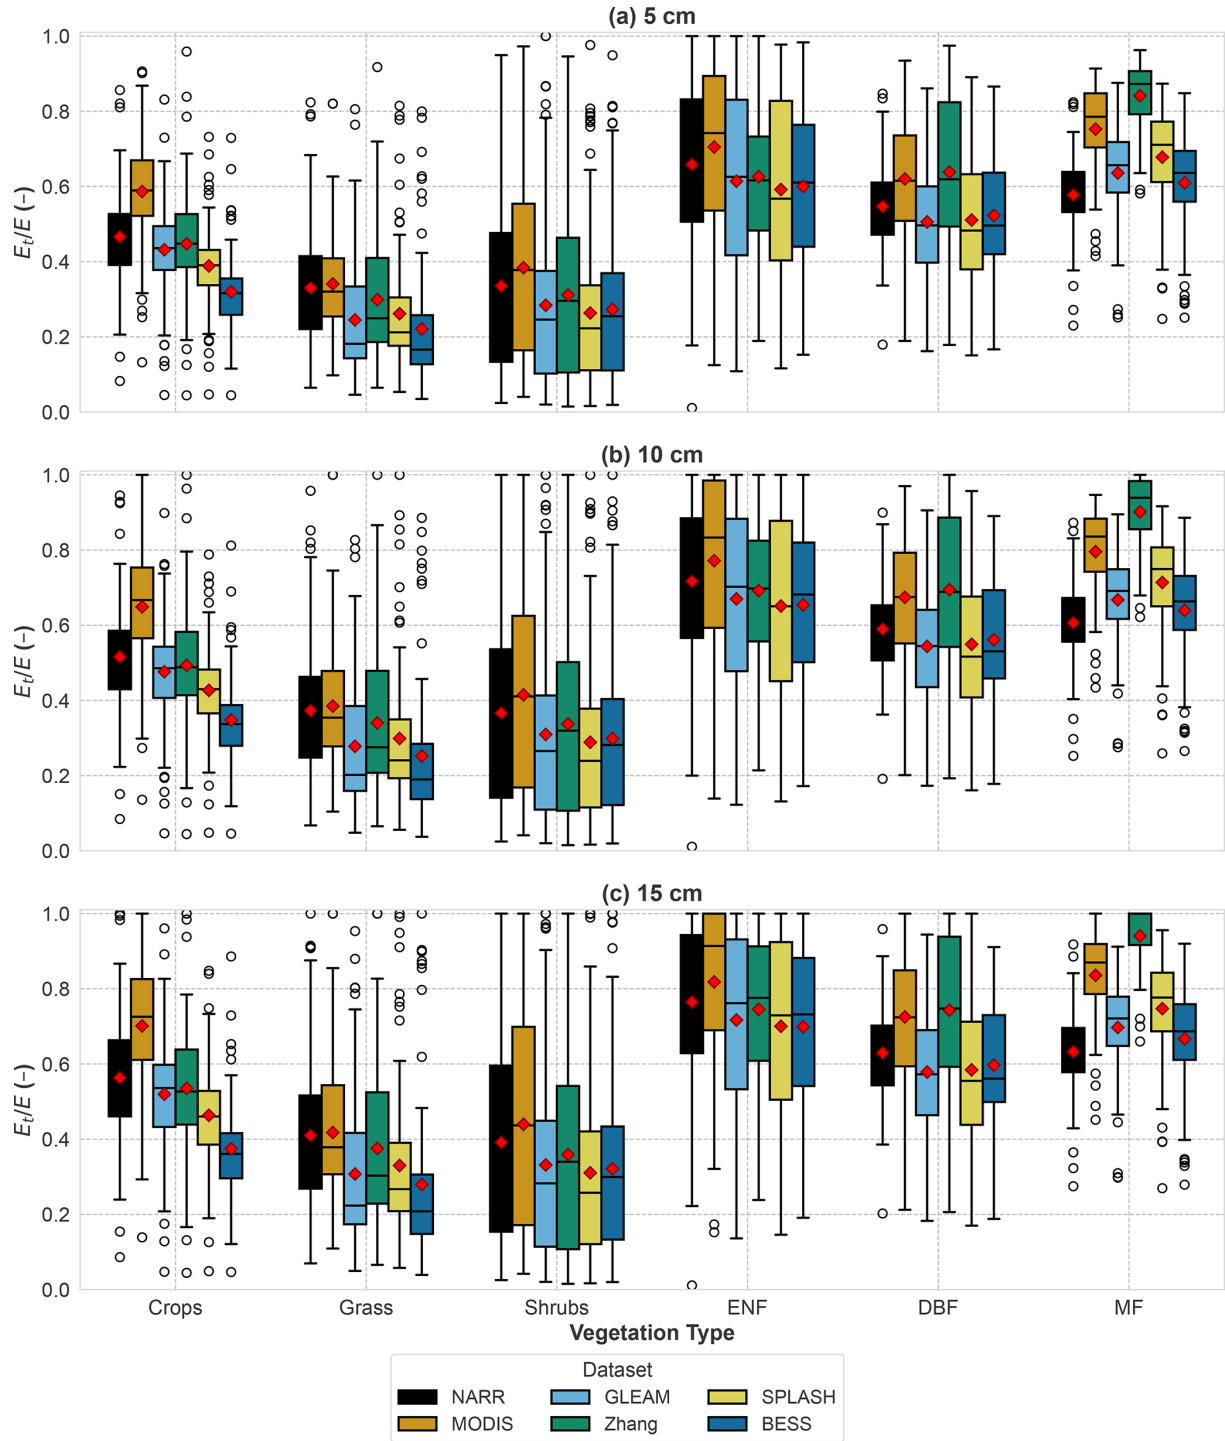 (a) 5 cm
1.0
0.8
0.6
0.4
0.2
0.0
Et/E (−)
(b) 10 cm
1.0
0.8
0.6
0.4
0.2
0.0
Et/E (−)
(c) 15 cm
1.0
0.8
0.6
0.4
0.2
0.0
Et/E (−)
Crops Grass Shrubs ENF DBF MF
Vegetation Type
Dataset
NARR GLEAM SPLASH
MODIS Zhang BESS